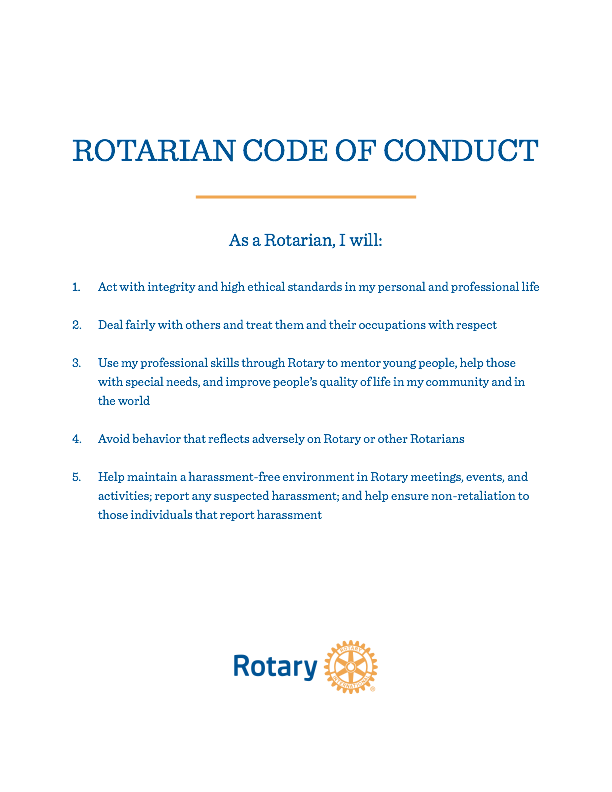 ROTARIAN CODE OF CONDUCT
As a Rotarian, I will:
1. Act with integrity and high ethical standards in my personal and professional life
2. Deal fairly with others and treat them and their occupations with respect
3. Use my professional skills through Rotary to mentor young people, help those
with special needs, and improve people's quality of life in my community and in
the world
4. Avoid behavior that reflects adversely on Rotary or other Rotarians
5. Help maintain a harassment-free environment in Rotary meetings, events, and
activities; report any suspected harassment; and help ensure non-retaliation to
those individuals that report harassment
Rotary
ROTARY
INTERNATIONAL
®